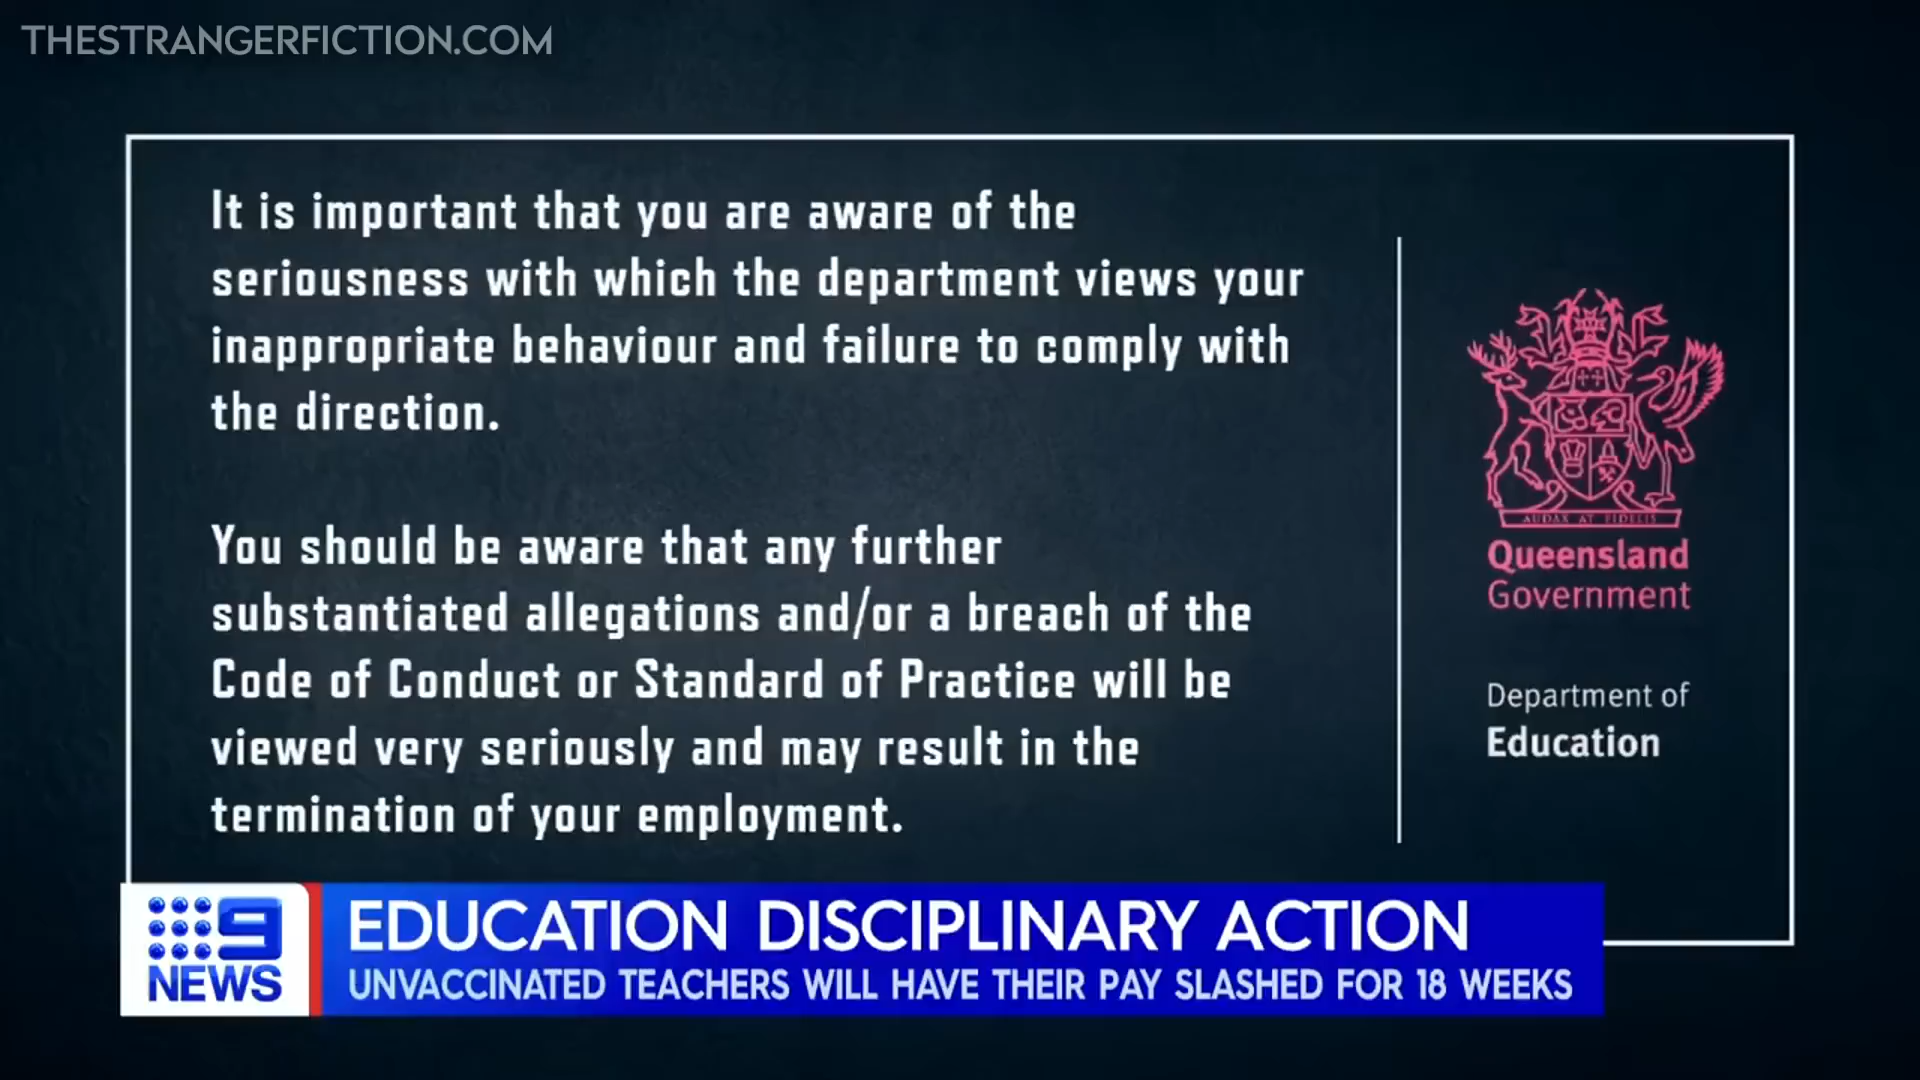 THESTRANGERFICTION.COM
It is important that you are aware of the
seriousness with which the department views your
inappropriate behaviour and failure to comply with
the direction.
You should be aware that any further
substantiated allegations and/or a breach of the
Code of Conduct or Standard of Practice will be
viewed very seriously and may result in the
termination of your employment.
AUDAX AT FIDELIS
Queensland
Government
Department of
Education
9
NEWS
EDUCATION DISCIPLINARY ACTION
UNVACCINATED TEACHERS WILL HAVE THEIR PAY SLASHED FOR 18 WEEKS